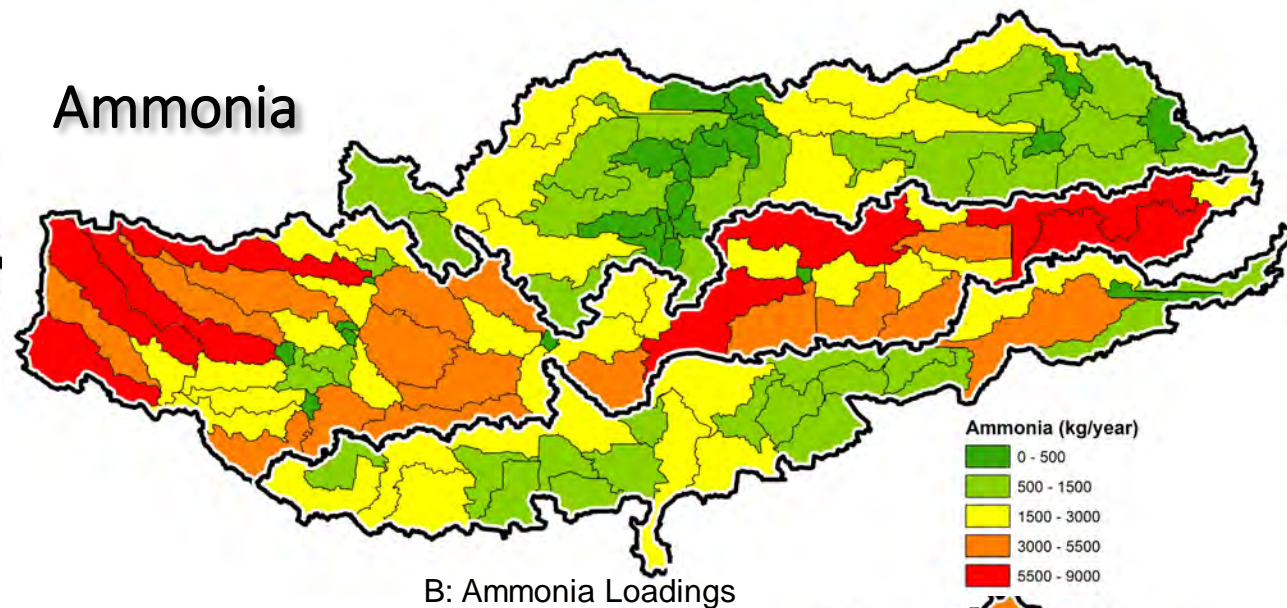 Ammonia
Ammonia (kg/year)
0 - 500
500 - 1500
1500 - 3000
3000 - 5500
5500 - 9000
B: Ammonia Loadings